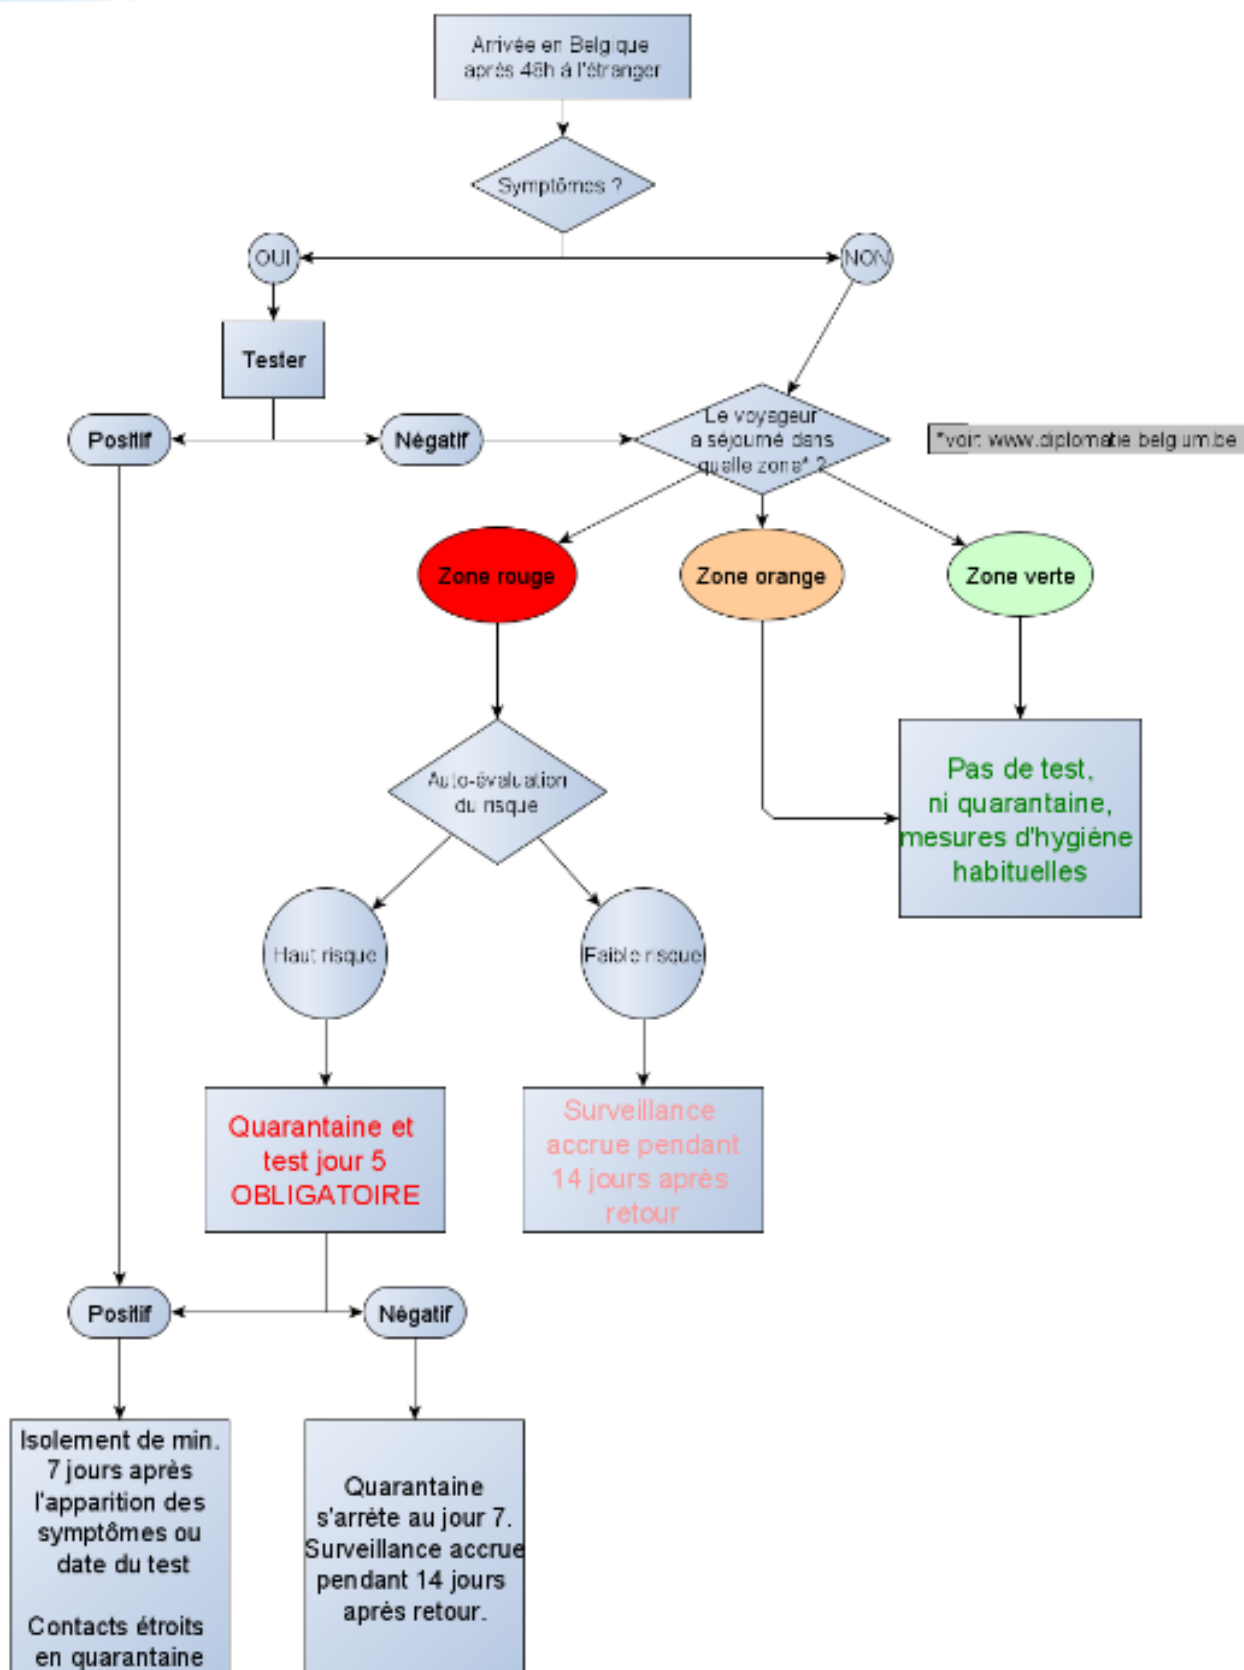 Arrivée en Belgique
après 48h à l'étranger
Symptômes ?
OUI
NON
Tester
Positif
Négatif
Le voyageur
a séjourné dans
quelle zone* ?
*voir: www.diplomatie.belgium.be
Zone rouge
Zone orange
Zone verte
Auto-évaluation
du risque
Pas de test,
ni quarantaine,
mesures d'hygiène
habituelles
Haut risque
Faible risque
Quarantaine et
test jour 5
OBLIGATOIRE
Surveillance
accrue pendant
14 jours après
retour
Positif
Négatif
Isolement de min.
7 jours après
l'apparition des
symptômes ou
date du test
Contacts étroits
en quarantaine
Quarantaine
s'arrête au jour 7.
Surveillance accrue
pendant 14 jours
après retour.